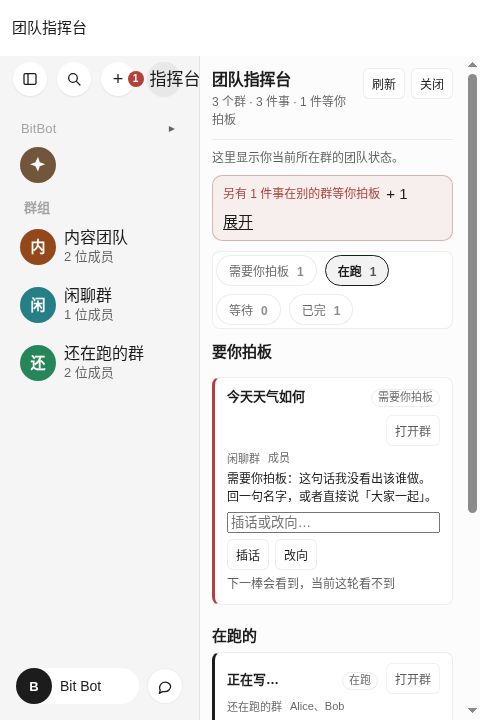 团队指挥台
1
指挥台
BitBot
群组
内
内容团队
2 位成员
闲
闲聊群
1 位成员
还
还在跑的群
2 位成员
B
Bit Bot
团队指挥台
刷新
关闭
3 个群 · 3 件事 · 1 件等你
拍板
这里显示你当前所在群的团队状态。
另有 1 件事在别的群等你拍板 + 1
展开
需要你拍板 1
在跑 1
等待 0
已完 1
要你拍板
今天天气如何
需要你拍板
打开群
闲聊群 成员
需要你拍板：这句话我没看出该谁做。
回一句名字，或者直接说「大家一起」。
插话或改向…
插话
改向
下一棒会看到，当前这轮看不到
在跑的
正在写…
在跑
打开群
还在跑的群 Alice、Bob